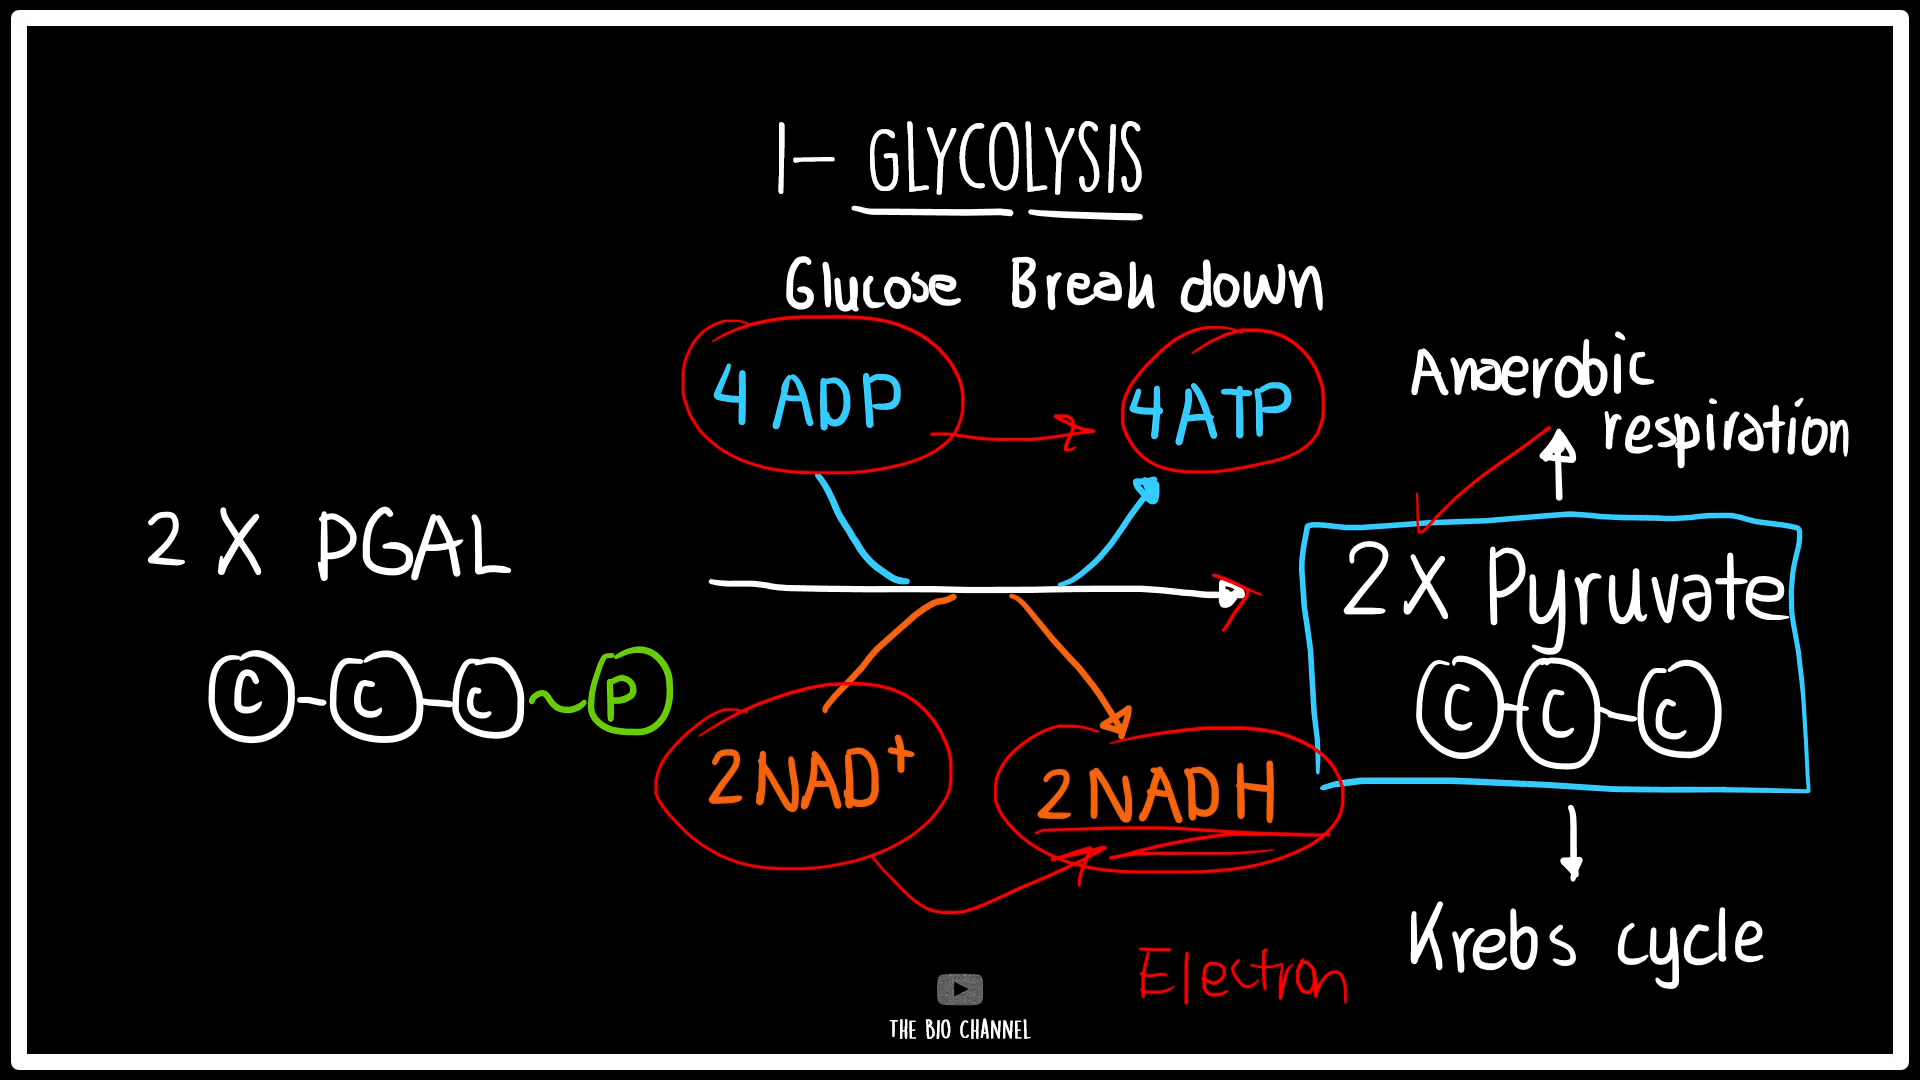 1- GLYCOLYSIS
Glucose Break down
4 ADP
4 ATP
Anaerobic
respiration
2 X PGAL
2X Pyruvate
C-C-C~P
C-C-C
2NAD+
2NADH
Krebs cycle
Electron
THE BIO CHANNEL